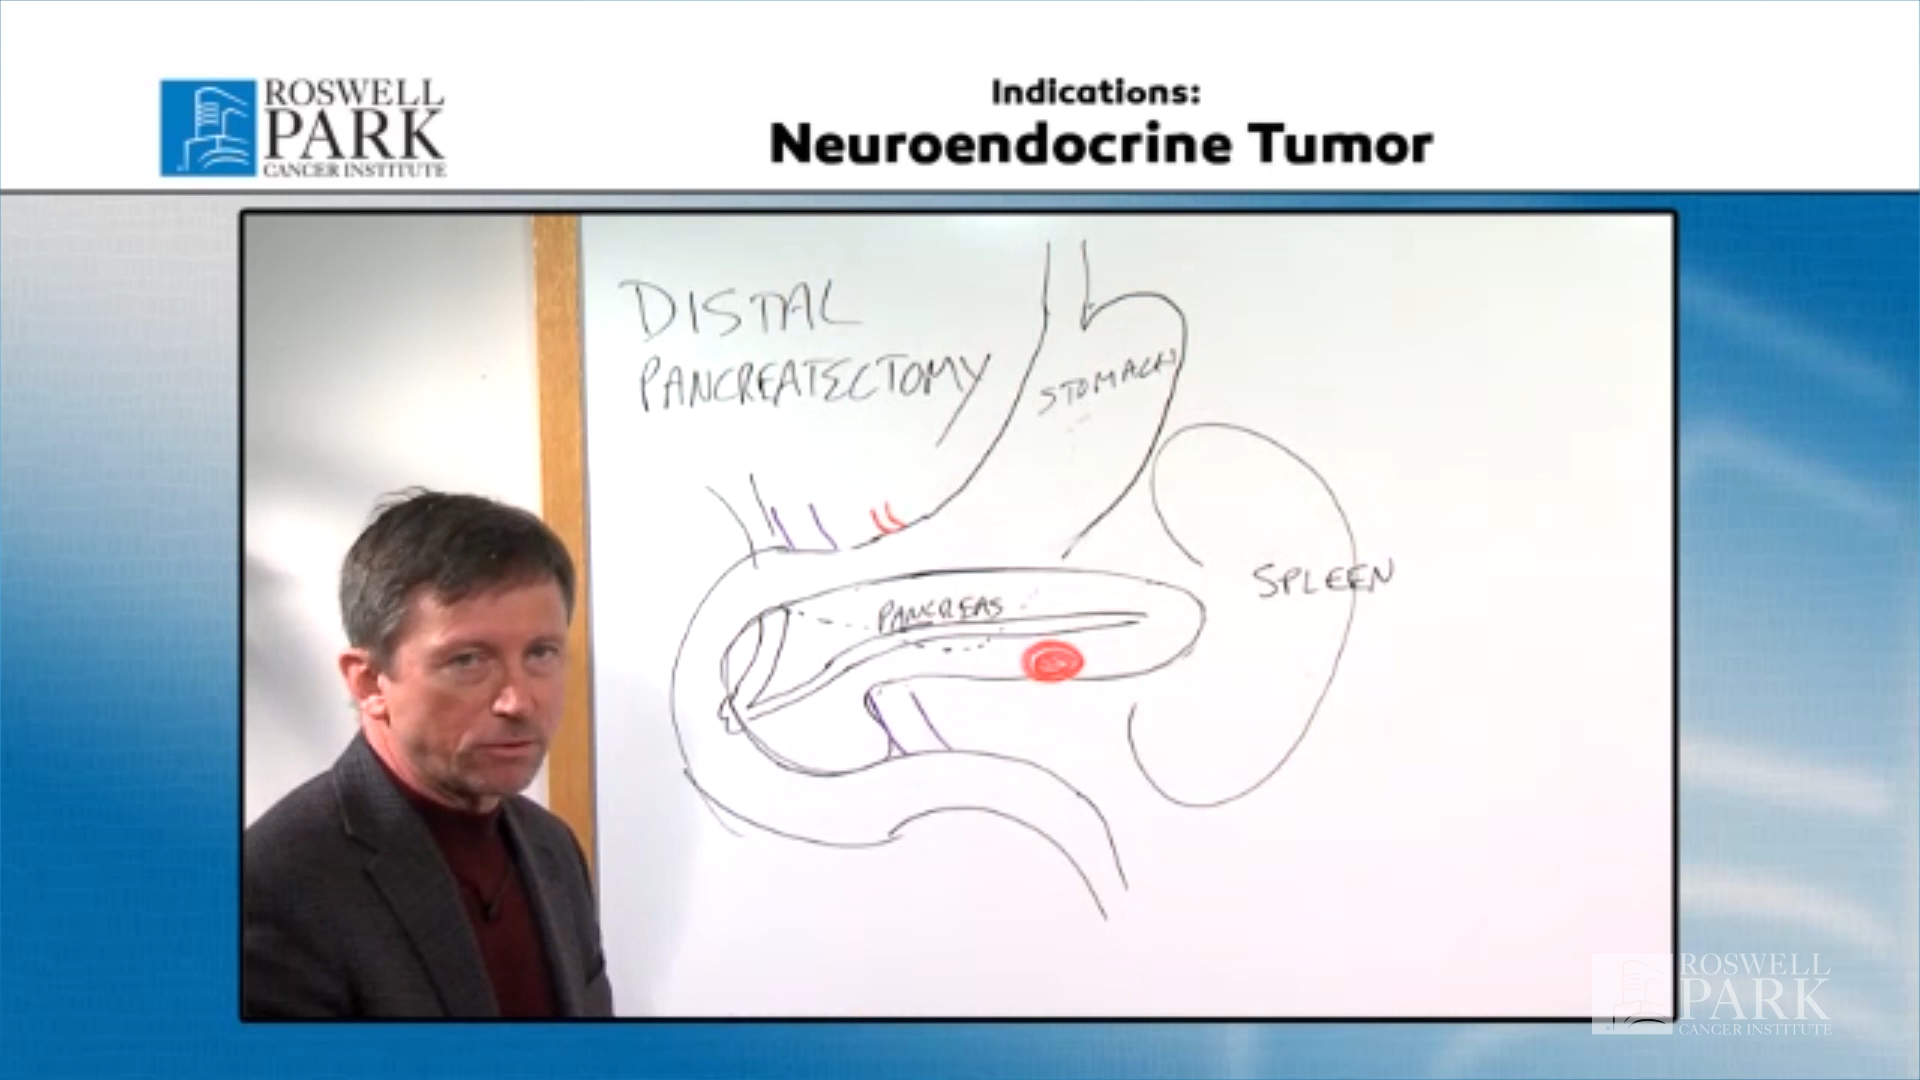 ROSWELL
PARK
CANCER INSTITUTE
Indications:
Neuroendocrine Tumor
DISTAL
PANCREATECTOMY
STOMACH
SPLEEN
PANCREAS
ROSWELL
PARK
CANCER INSTITUTE